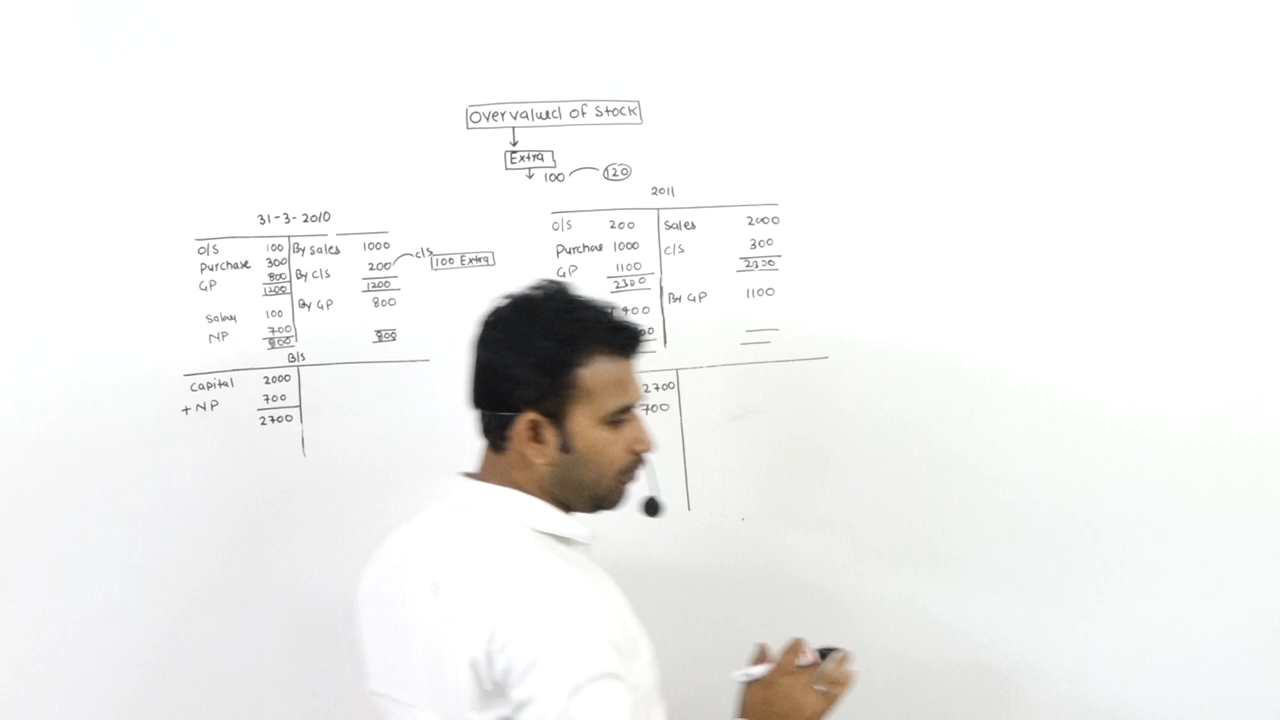 Overvalued of Stock
Extra
100 120
31-3-2010
O/S 100 By Sales 1000
Purchase 300 By C/S 200 C/S 100 Extra
GP 800
1200 1200
By GP 800
Salary 100
NP 700
800 800
B/S
Capital 2000
+ NP 700
2700
2011
O/S 200 Sales 2000
Purchase 1000 C/S 300
GP 1100 2300
2300
By GP 1100
400
2700
700